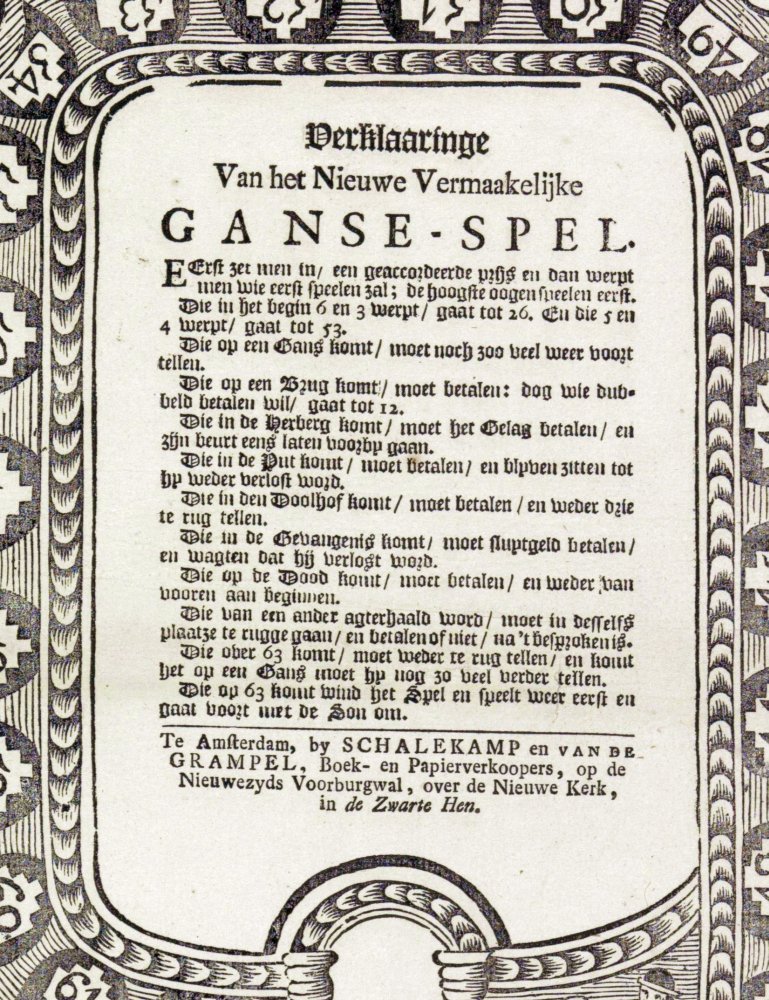 54
53
52
51
50
49
48
Verklaaringe
Van het Nieuwe Vermaakelijke
GANSE-SPEL.
EErst zet men in/ een geaccordeerde prijs en dan werpt
men wie eerst speelen zal; de hoogste oogen speelen eerst.
Die in het begin 6 en 3 werpt/ gaat tot 26. En die 5 en
4 werpt/ gaat tot 53.
Die op een Gans komt/ moet noch zoo veel weer voort
tellen.
Die op een Brug komt/ moet betalen: dog wie dub-
beld betalen wil/ gaat tot 12.
Die in de Herberg komt/ moet het Gelag betalen/ en
zijn beurt eens laten voorby gaan.
Die in de Put komt/ moet betalen/ en blyven zitten tot
hy weder verlost word.
Die in den Doolhof komt/ moet betalen/ en weder drie
te rug tellen.
Die in de Gevangenis komt/ moet sluytgeld betalen/
en wagten dat hij verlost word.
Die op de Dood komt/ moet betalen/ en weder van
vooren aan beginnen.
Die van een ander agterhaald word/ moet in desselfs
plaatze te rugge gaan/ en betalen of niet/ na 't besproken is.
Die over 63 komt/ moet weder te rug tellen/ en komt
het op een Gans moet hy nog zo veel verder tellen.
Die op 63 komt wind het Spel en speelt weer eerst en
gaat voort met de Son om.
Te Amsterdam, by SCHALEKAMP en VAN DE
GRAMPEL, Boek- en Papierverkoopers, op de
Nieuwezyds Voorburgwal, over de Nieuwe Kerk,
in de Zwarte Hen.
60
61